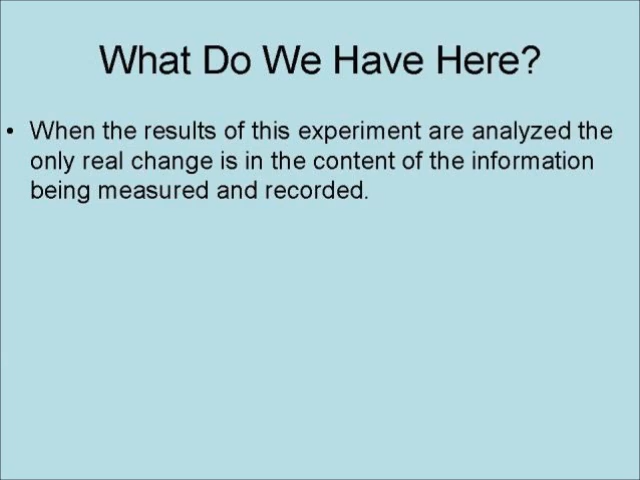 What Do We Have Here?
• When the results of this experiment are analyzed the
only real change is in the content of the information
being measured and recorded.